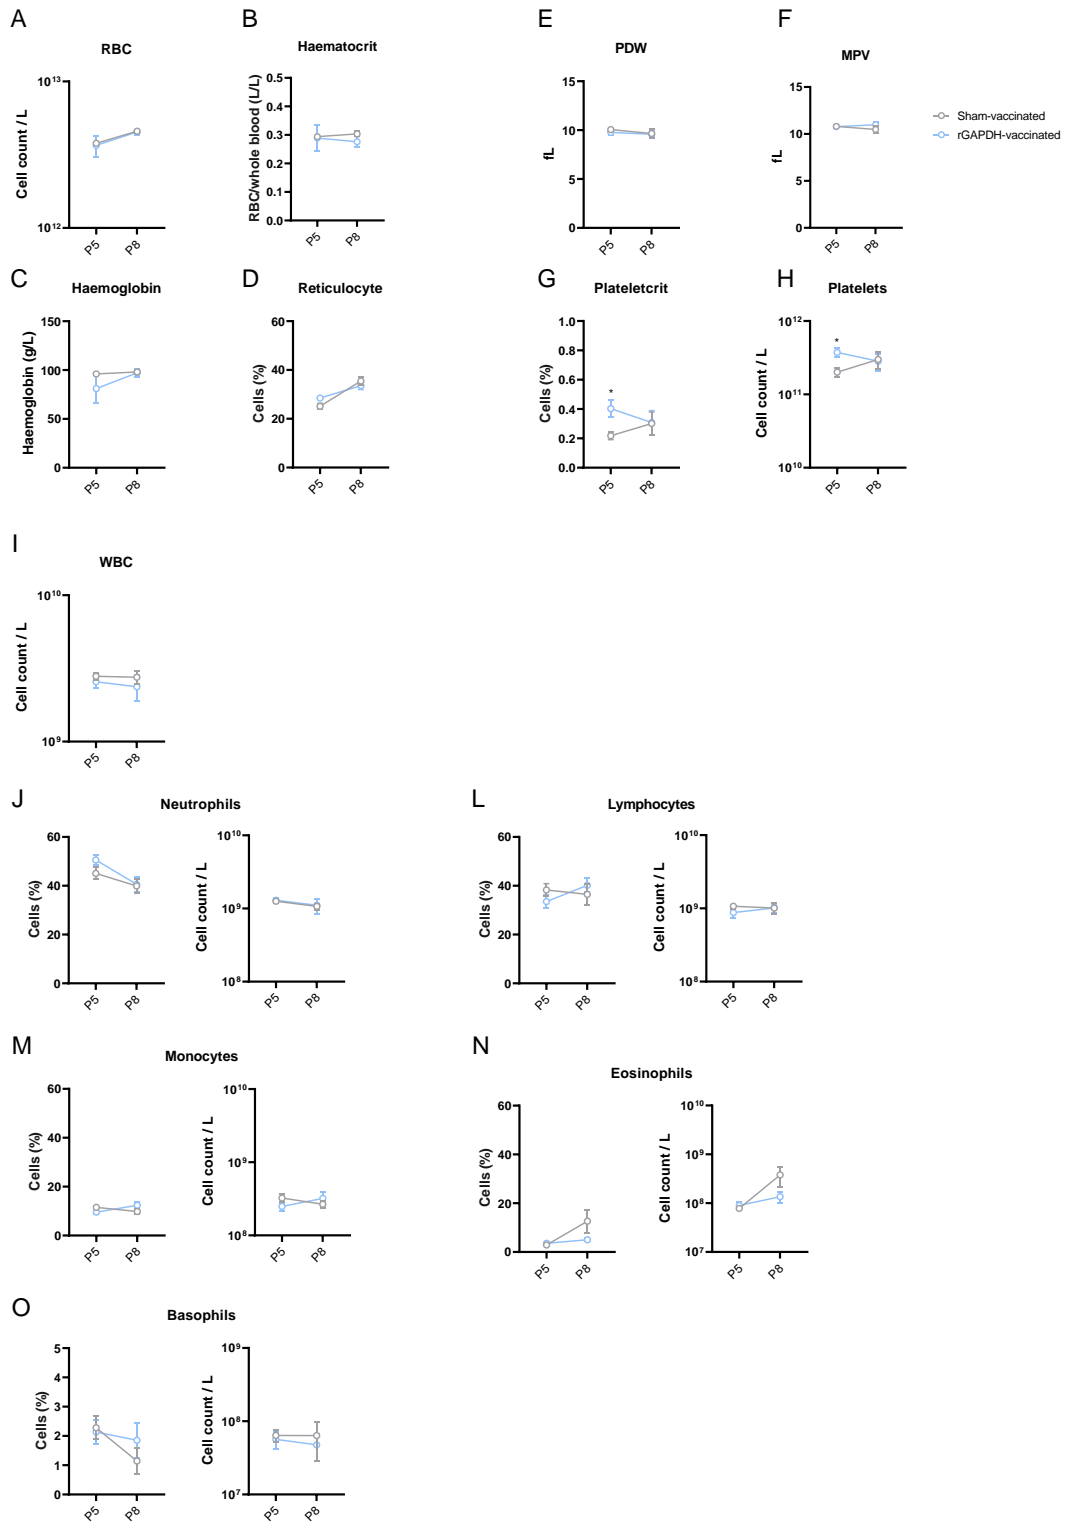 A
RBC
Cell count / L
10¹³
10¹²
P5
P8
B
Haematocrit
RBC/whole blood (L/L)
0.5
0.4
0.3
0.2
0.1
0.0
P5
P8
E
PDW
fL
15
10
5
0
P5
P8
F
MPV
fL
15
10
5
0
P5
P8
Sham-vaccinated
rGAPDH-vaccinated
C
Haemoglobin
Haemoglobin (g/L)
150
100
50
0
P5
P8
D
Reticulocyte
Cells (%)
60
40
20
0
P5
P8
G
Plateletcrit
Cells (%)
1.0
0.8
0.6
0.4
0.2
0.0
*
P5
P8
H
Platelets
Cell count / L
10¹²
10¹¹
10¹⁰
*
P5
P8
I
WBC
Cell count / L
10¹⁰
10⁹
P5
P8
J
Neutrophils
Cells (%)
60
40
20
0
P5
P8
Cell count / L
10¹⁰
10⁹
10⁸
P5
P8
L
Lymphocytes
Cells (%)
60
40
20
0
P5
P8
Cell count / L
10¹⁰
10⁹
10⁸
P5
P8
M
Monocytes
Cells (%)
60
40
20
0
P5
P8
Cell count / L
10¹⁰
10⁹
10⁸
P5
P8
N
Eosinophils
Cells (%)
60
40
20
0
P5
P8
Cell count / L
10¹⁰
10⁹
10⁸
10⁷
P5
P8
O
Basophils
Cells (%)
5
4
3
2
1
0
P5
P8
Cell count / L
10⁹
10⁸
10⁷
P5
P8